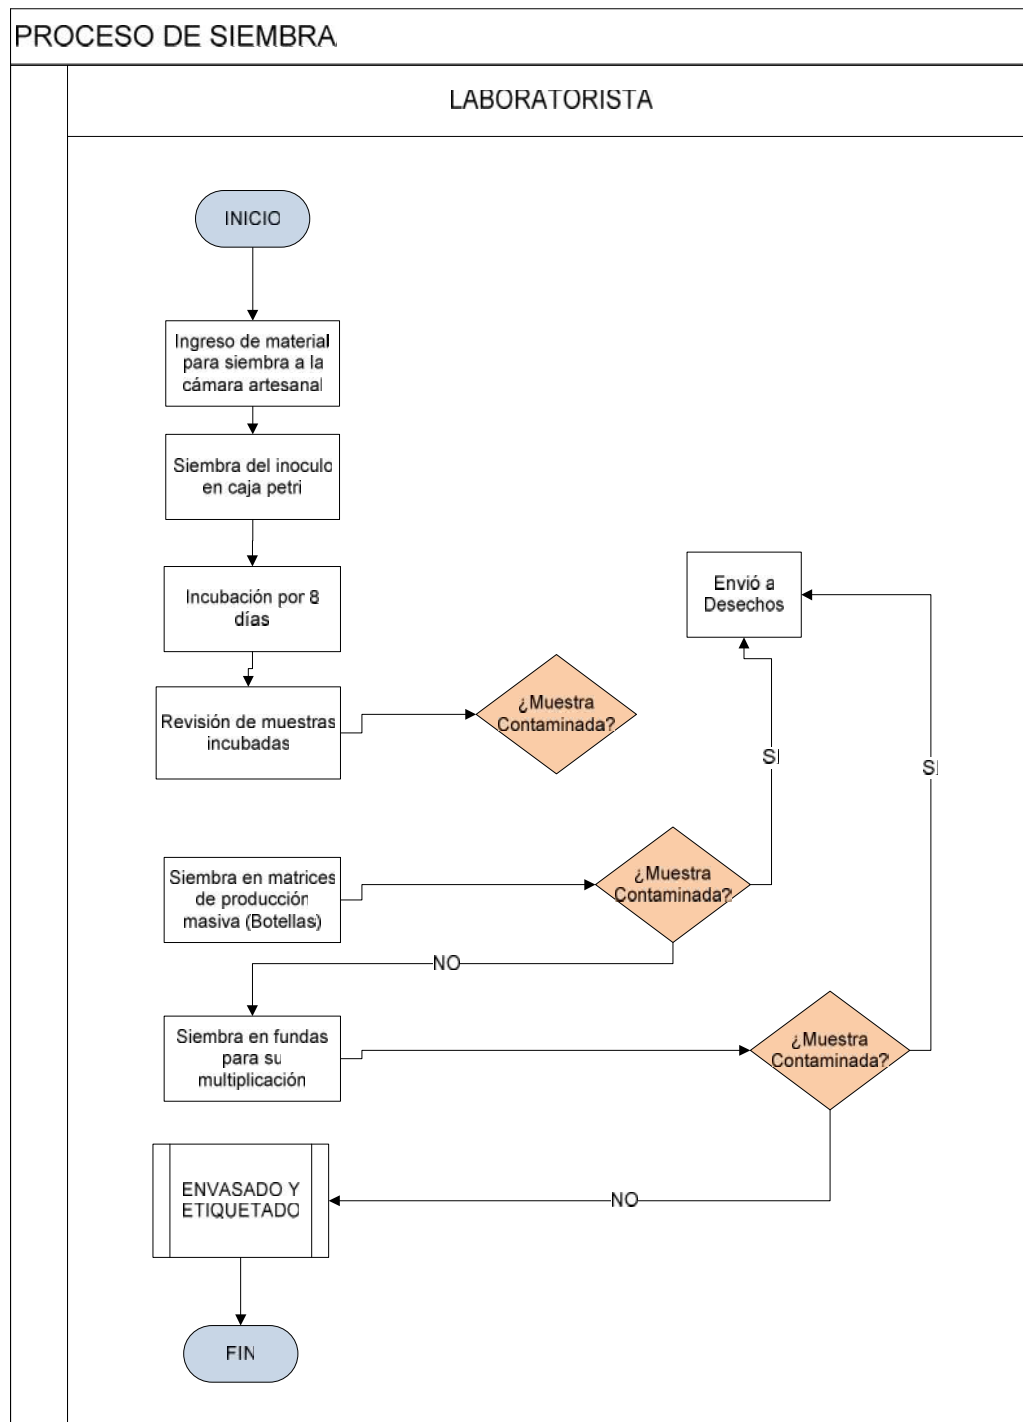 PROCESO DE SIEMBRA
LABORATORISTA
INICIO
Ingreso de material
para siembra a la
cámara artesanal
Siembra del inoculo
en caja petri
Incubación por 8
días
Envió a
Desechos
Revisión de muestras
incubadas
¿Muestra
Contaminada?
SI
SI
Siembra en matrices
de producción
masiva (Botellas)
¿Muestra
Contaminada?
NO
Siembra en fundas
para su
multiplicación
¿Muestra
Contaminada?
ENVASADO Y
ETIQUETADO
NO
FIN